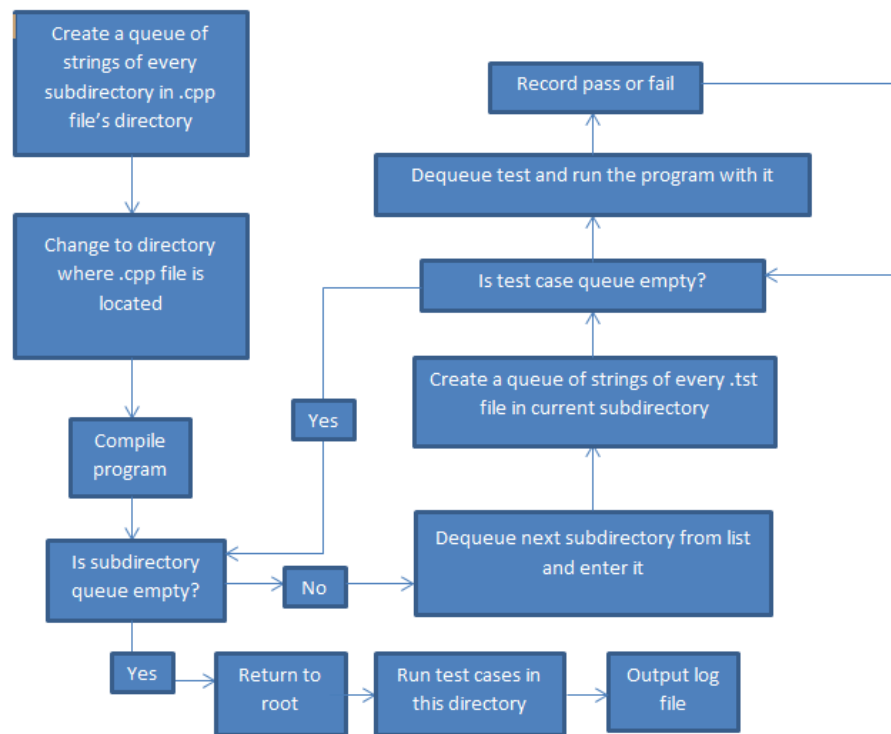 Create a queue of
strings of every
subdirectory in .cpp
file's directory
Change to directory
where .cpp file is
located
Compile
program
Is subdirectory
queue empty?
No
Dequeue next subdirectory from list
and enter it
Create a queue of strings of every .tst
file in current subdirectory
Is test case queue empty?
Dequeue test and run the program with it
Record pass or fail
Yes
Yes
Return to
root
Run test cases in
this directory
Output log
file